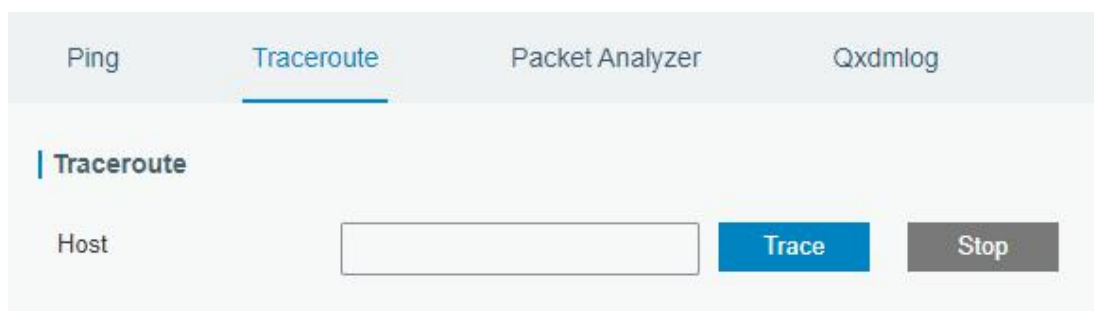 Ping Traceroute Packet Analyzer Qxdmlog
Traceroute
Host Trace Stop